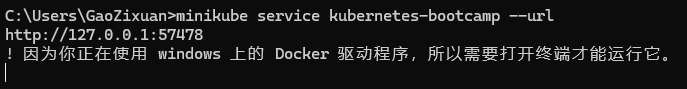 C:\Users\GaoZixuan>minikube service kubernetes-bootcamp --url
http://127.0.0.1:57478
! 因为你正在使用 windows 上的 Docker 驱动程序，所以需要打开终端才能运行它。